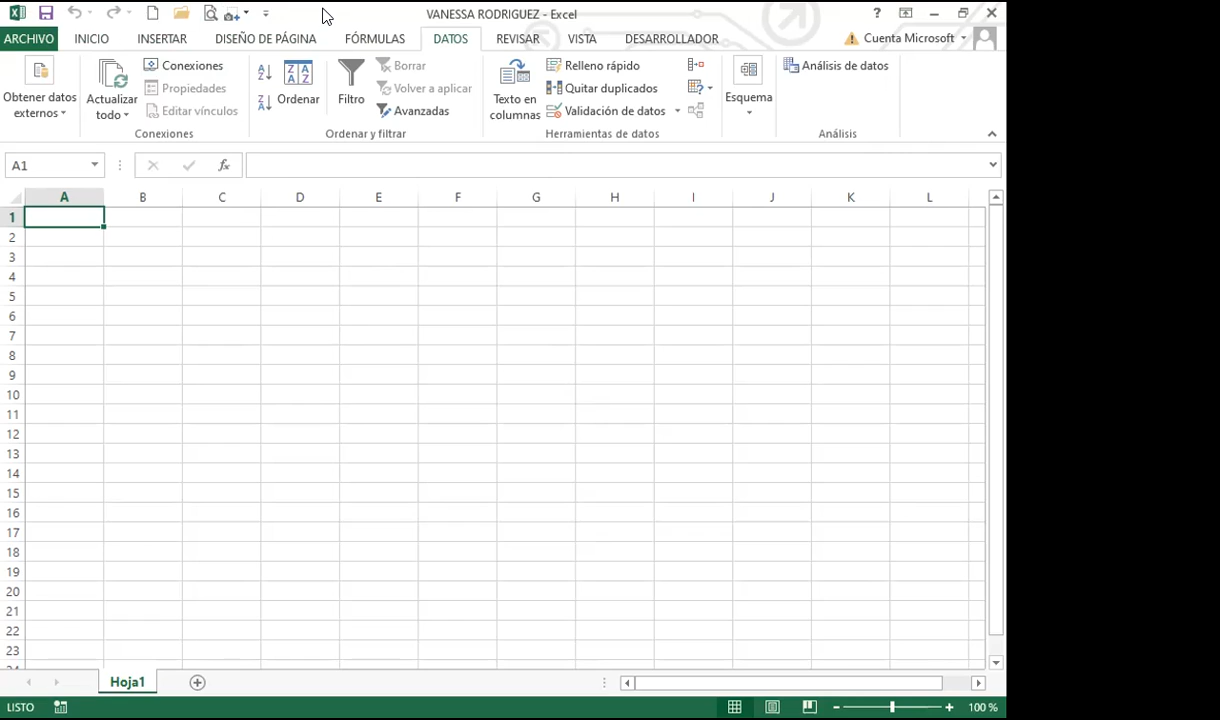 VANESSA RODRIGUEZ - Excel
?
ARCHIVO INICIO INSERTAR DISEÑO DE PÁGINA FÓRMULAS DATOS REVISAR VISTA DESARROLLADOR Cuenta Microsoft
Obtener datos
externos
Actualizar
todo
Conexiones
Propiedades
Editar vínculos
Conexiones
Ordenar
Filtro
Borrar
Volver a aplicar
Avanzadas
Ordenar y filtrar
Texto en
columnas
Relleno rápido
Quitar duplicados
Validación de datos
Herramientas de datos
Esquema
Análisis de datos
Análisis
A1 fx
A B C D E F G H I J K L
1
2
3
4
5
6
7
8
9
10
11
12
13
14
15
16
17
18
19
20
21
22
23
Hoja1
LISTO 100 %